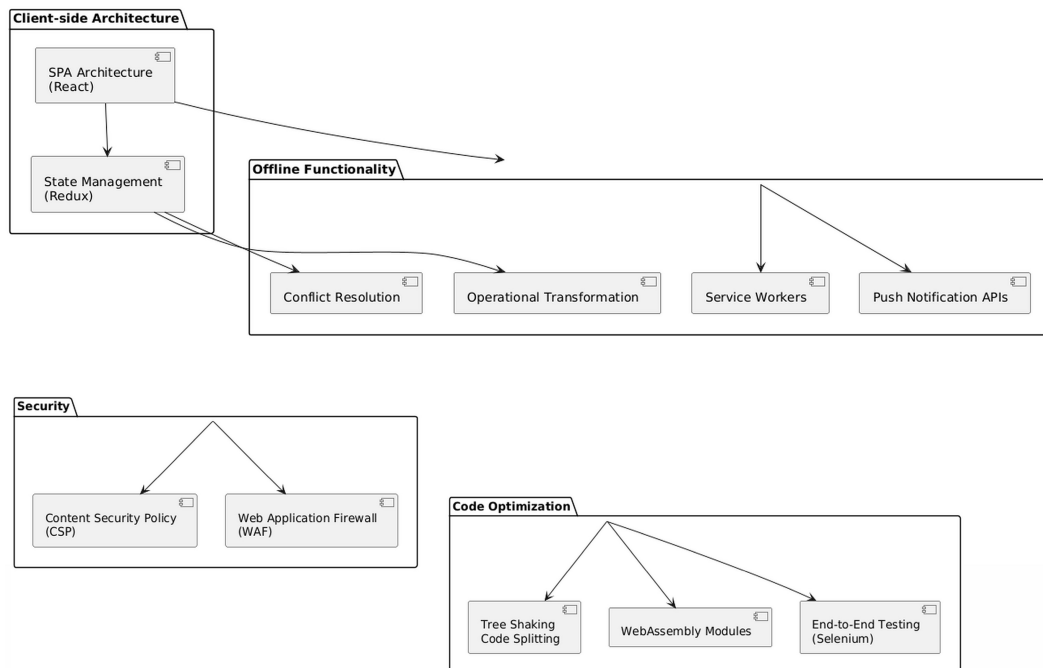 Client-side Architecture
SPA Architecture
(React)
State Management
(Redux)
Offline Functionality
Conflict Resolution
Operational Transformation
Service Workers
Push Notification APIs
Security
Content Security Policy
(CSP)
Web Application Firewall
(WAF)
Code Optimization
Tree Shaking
Code Splitting
WebAssembly Modules
End-to-End Testing
(Selenium)